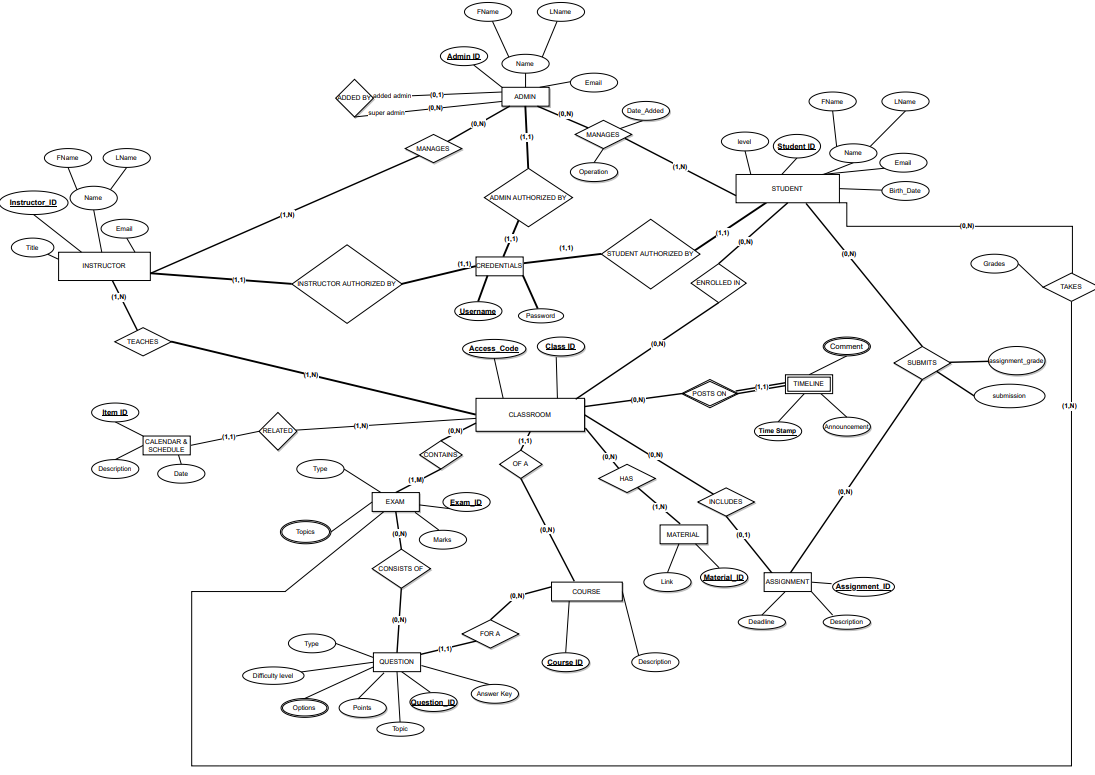 FName
LName
Admin ID
Name
Email
ADMIN
ADDED BY
added admin
(0,1)
super admin
(0,N)
(0,N)
MANAGES
(1,1)
(0,N)
Date_Added
MANAGES
Operation
(1,N)
FName
LName
level
Student ID
Name
Email
Birth_Date
STUDENT
FName
LName
Instructor_ID
Name
Email
Title
INSTRUCTOR
(1,N)
ADMIN AUTHORIZED BY
(1,1)
(1,1)
INSTRUCTOR AUTHORIZED BY
(1,1)
CREDENTIALS
(1,1)
STUDENT AUTHORIZED BY
(1,1)
(0,N)
ENROLLED IN
(0,N)
(0,N)
Grades
TAKES
Username
Password
(1,N)
TEACHES
(1,N)
Access_Code
Class ID
(0,N)
Comment
SUBMITS
assignment_grade
submission
CLASSROOM
(0,N)
POSTS ON
(1,1)
TIMELINE
Time Stamp
Announcement
(1,N)
Item ID
CALENDAR &
SCHEDULE
Description
Date
(1,1)
RELATED
(1,N)
(0,N)
CONTAINS
(1,M)
(1,1)
OF A
(0,N)
HAS
(1,N)
(0,N)
INCLUDES
(0,1)
(0,N)
Type
EXAM
Exam_ID
Topics
Marks
(0,N)
CONSISTS OF
(0,N)
(0,N)
MATERIAL
Link
Material_ID
ASSIGNMENT
Assignment_ID
Deadline
Description
COURSE
(0,N)
FOR A
(1,1)
Course ID
Description
Type
QUESTION
Difficulty level
Options
Points
Topic
Question_ID
Answer Key